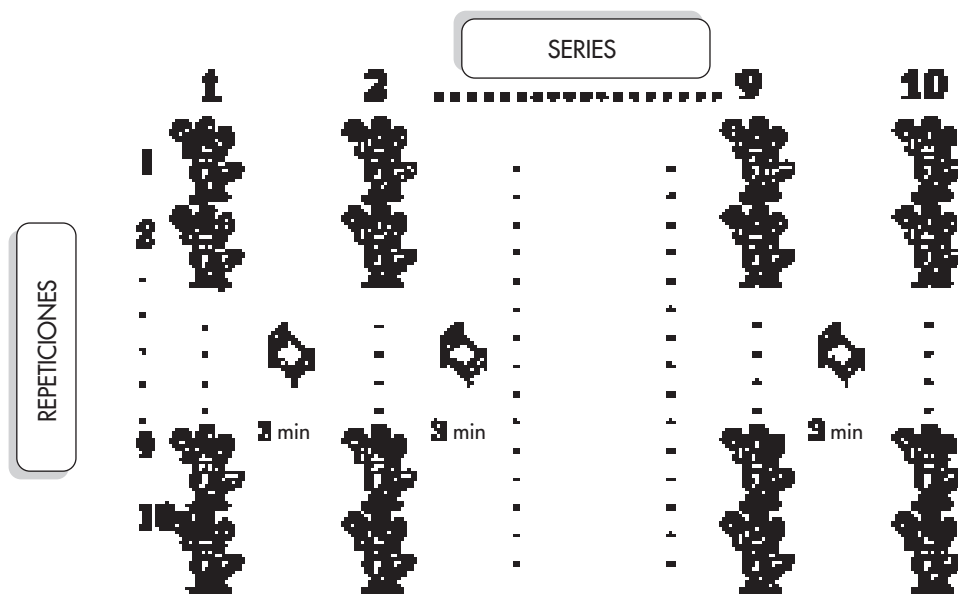 SERIES
1 2 9 10
1
2
REPETICIONES
min min min
9
10